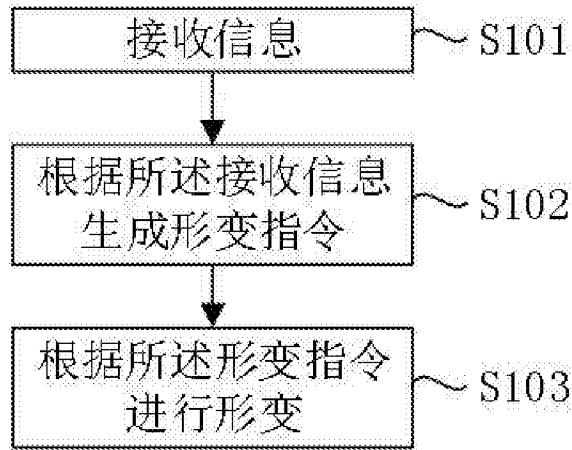 接收信息
S101
根据所述接收信息
生成形变指令
S102
根据所述形变指令
进行形变
S103